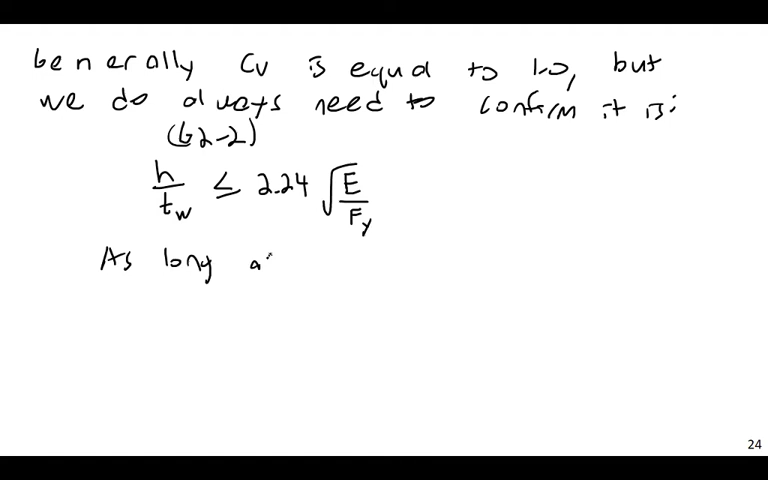 Generally Cv is equal to 1.0, but
we do always need to confirm it is:
(G2-2)
h/tw ≤ 2.24 √(E/Fy)
As long a
24